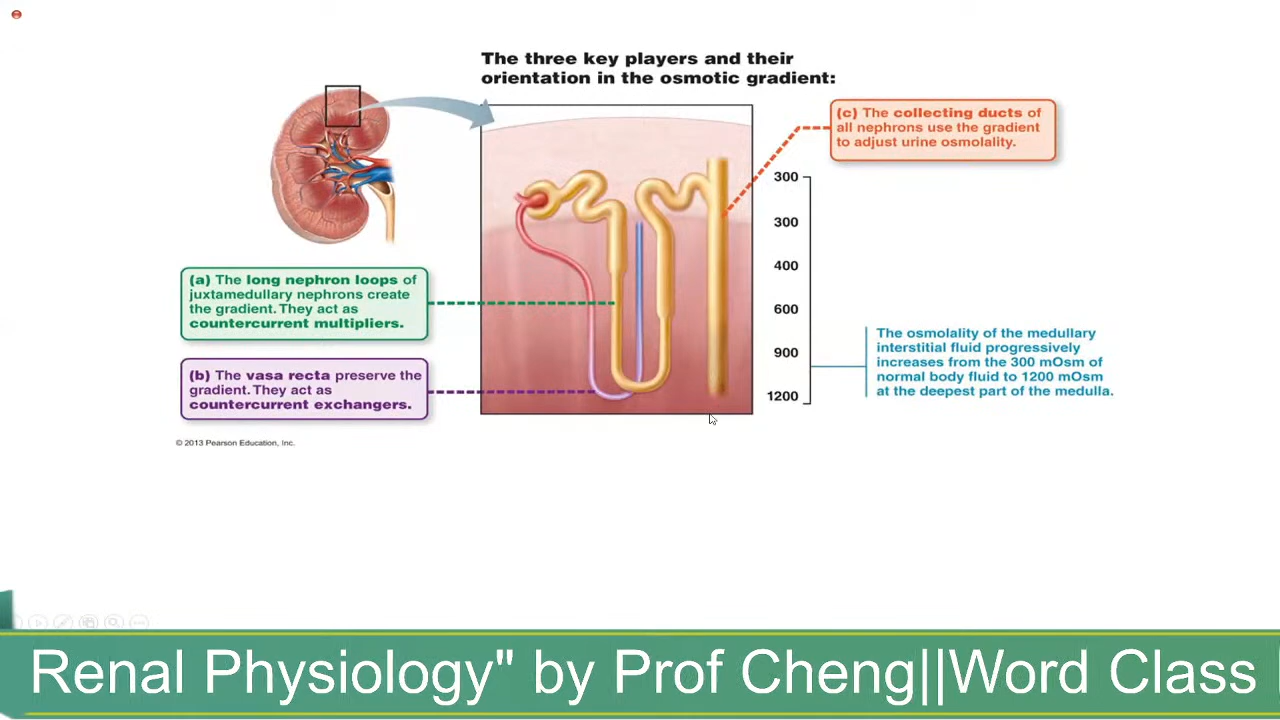 The three key players and their
orientation in the osmotic gradient:
(c) The collecting ducts of
all nephrons use the gradient
to adjust urine osmolality.
300
300
400
600
900
1200
(a) The long nephron loops of
juxtamedullary nephrons create
the gradient. They act as
countercurrent multipliers.
(b) The vasa recta preserve the
gradient. They act as
countercurrent exchangers.
The osmolality of the medullary
interstitial fluid progressively
increases from the 300 mOsm of
normal body fluid to 1200 mOsm
at the deepest part of the medulla.
© 2013 Pearson Education, Inc.
Renal Physiology" by Prof Cheng||Word Class